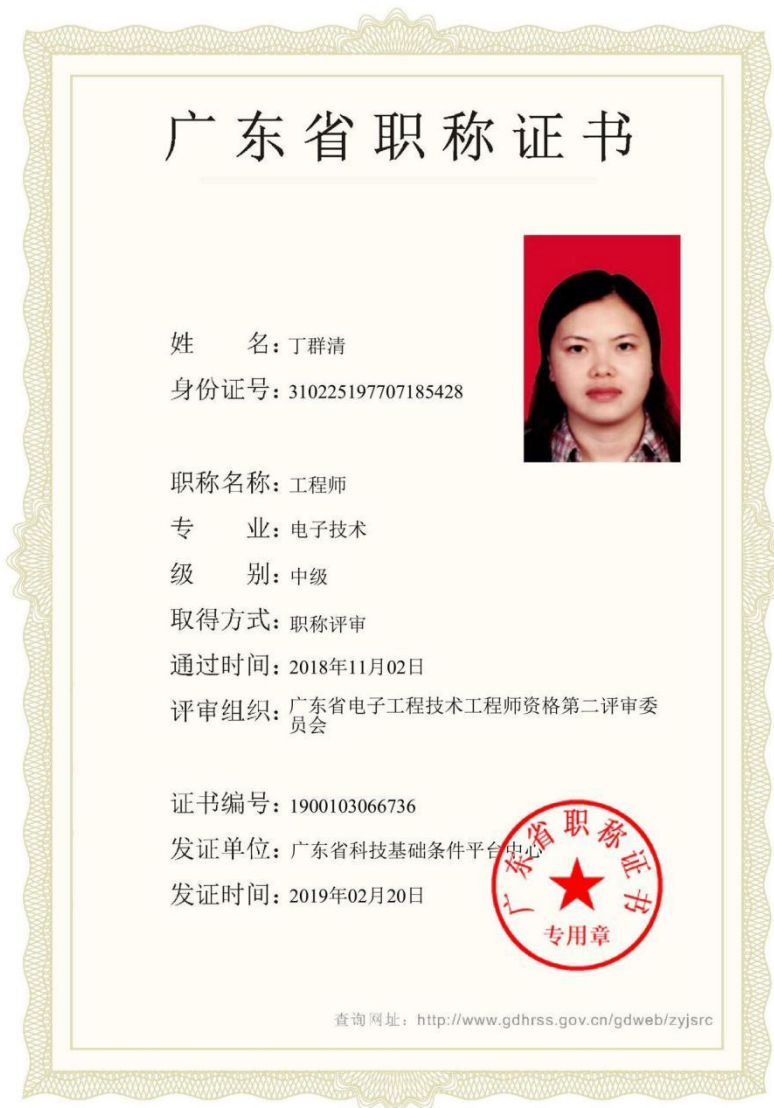 广东省职称证书
姓 名：丁群清
身份证号：310225197707185428
职称名称：工程师
专 业：电子技术
级 别：中级
取得方式：职称评审
通过时间：2018年11月02日
评审组织：广东省电子工程技术工程师资格第二评审委
员会
证书编号：1900103066736
发证单位：广东省科技基础条件平台中心
发证时间：2019年02月20日
广东省职称证书
专用章
查询网址：http://www.gdhrss.gov.cn/gdweb/zyjsrc